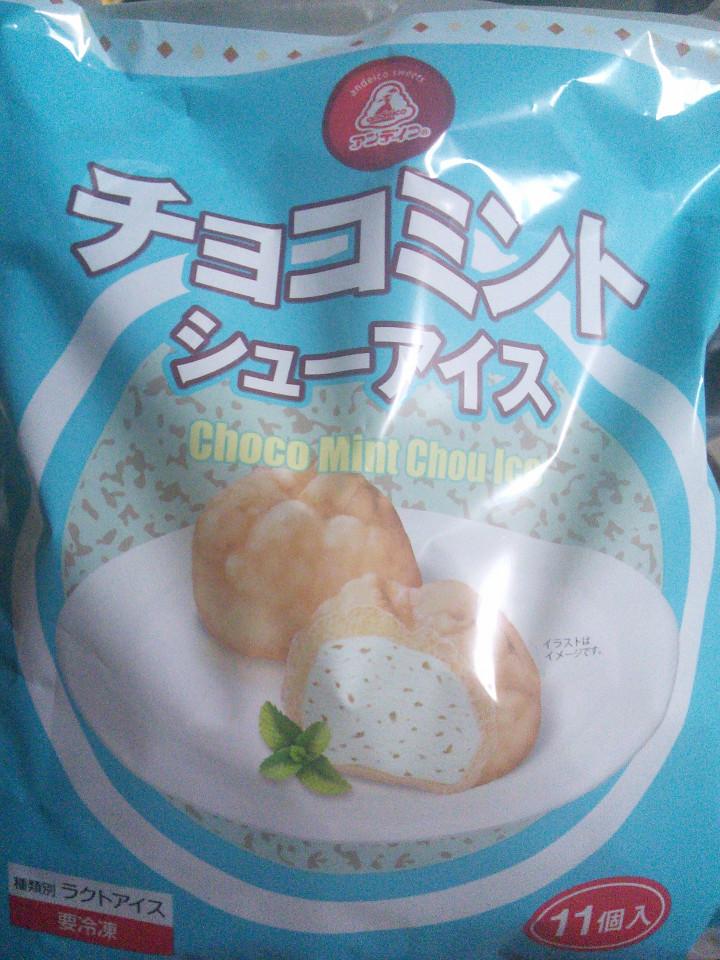 andeico sweets
アンデイコ®
チョコミント
シューアイス
Choco Mint Chou Ice
イラストは
イメージです。
種類別 ラクトアイス
要冷凍
11個入